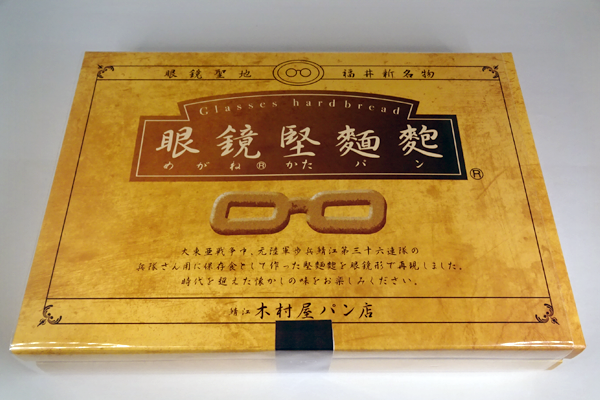 眼鏡聖地 福井新名物
Glasses hardbread
眼鏡堅麵麭
めがね®かたパン
®
大東亜戦争中、元陸軍歩兵鯖江第三十六連隊の
兵隊さん用に保存食として作った堅麵麭を眼鏡形で再現しました。
時代を超えた懐かしの味をお楽しみください。
鯖江 木村屋パン店